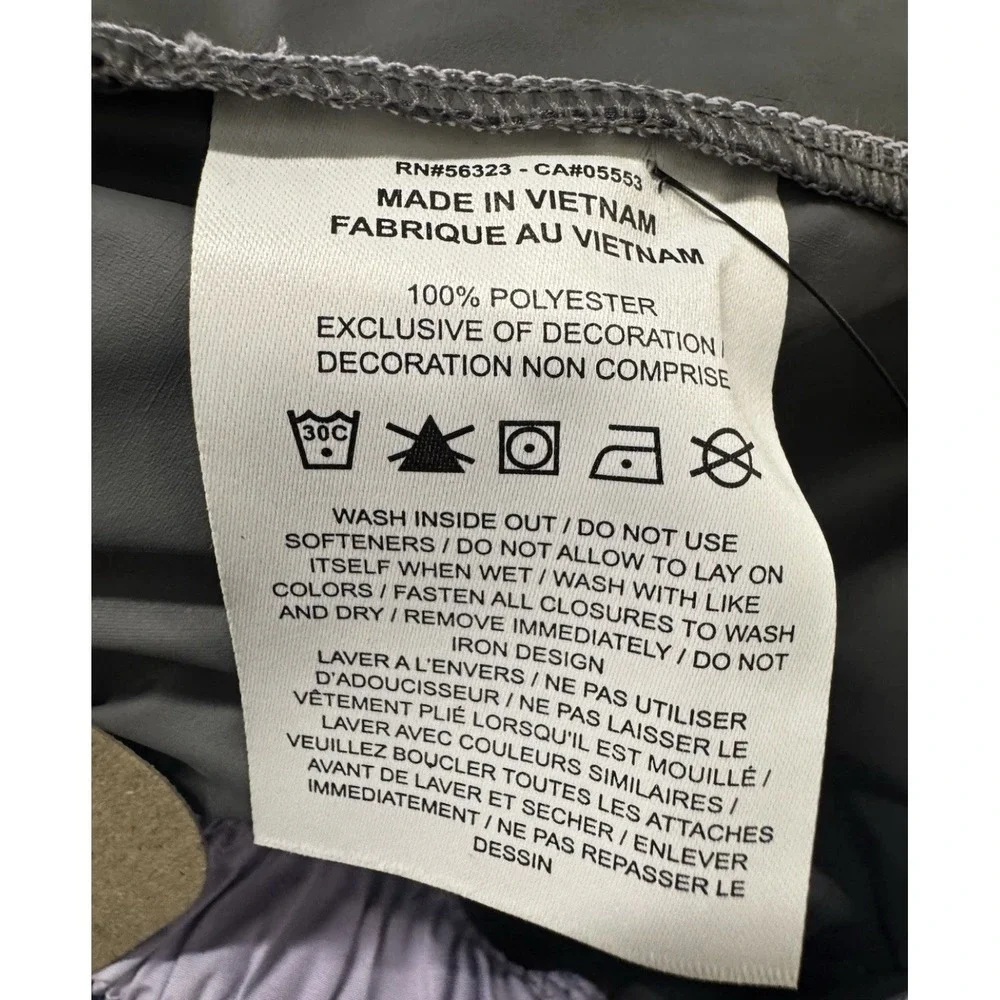 RN#56323 - CA#05553
MADE IN VIETNAM
FABRIQUE AU VIETNAM
100% POLYESTER
EXCLUSIVE OF DECORATION /
DECORATION NON COMPRISE
30C
WASH INSIDE OUT / DO NOT USE
SOFTENERS / DO NOT ALLOW TO LAY ON
ITSELF WHEN WET / WASH WITH LIKE
COLORS / FASTEN ALL CLOSURES TO WASH
AND DRY / REMOVE IMMEDIATELY / DO NOT
IRON DESIGN
LAVER A L'ENVERS / NE PAS UTILISER
D'ADOUCISSEUR / NE PAS LAISSER LE
VÊTEMENT PLIÉ LORSQU'IL EST MOUILLÉ /
LAVER AVEC COULEURS SIMILAIRES /
VEUILLEZ BOUCLER TOUTES LES ATTACHES
AVANT DE LAVER ET SECHER / ENLEVER
IMMEDIATEMENT / NE PAS REPASSER LE
DESSIN